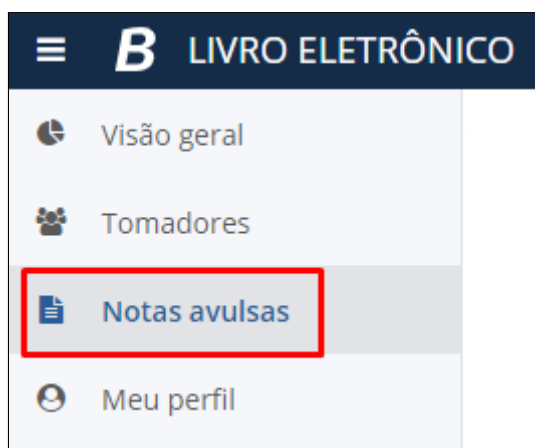 B LIVRO ELETRÔNICO
Visão geral
Tomadores
Notas avulsas
Meu perfil